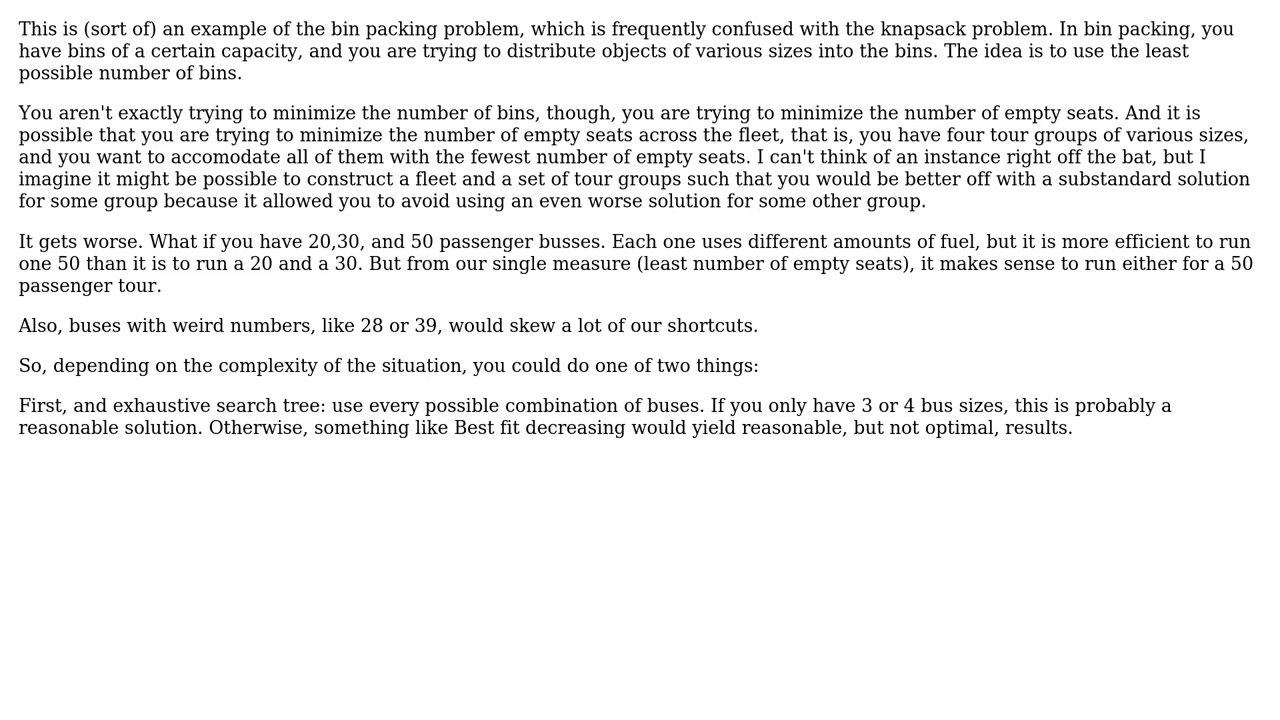 This is (sort of) an example of the bin packing problem, which is frequently confused with the knapsack problem. In bin packing, you
have bins of a certain capacity, and you are trying to distribute objects of various sizes into the bins. The idea is to use the least
possible number of bins.
You aren't exactly trying to minimize the number of bins, though, you are trying to minimize the number of empty seats. And it is
possible that you are trying to minimize the number of empty seats across the fleet, that is, you have four tour groups of various sizes,
and you want to accomodate all of them with the fewest number of empty seats. I can't think of an instance right off the bat, but I
imagine it might be possible to construct a fleet and a set of tour groups such that you would be better off with a substandard solution
for some group because it allowed you to avoid using an even worse solution for some other group.
It gets worse. What if you have 20,30, and 50 passenger busses. Each one uses different amounts of fuel, but it is more efficient to run
one 50 than it is to run a 20 and a 30. But from our single measure (least number of empty seats), it makes sense to run either for a 50
passenger tour.
Also, buses with weird numbers, like 28 or 39, would skew a lot of our shortcuts.
So, depending on the complexity of the situation, you could do one of two things:
First, and exhaustive search tree: use every possible combination of buses. If you only have 3 or 4 bus sizes, this is probably a
reasonable solution. Otherwise, something like Best fit decreasing would yield reasonable, but not optimal, results.